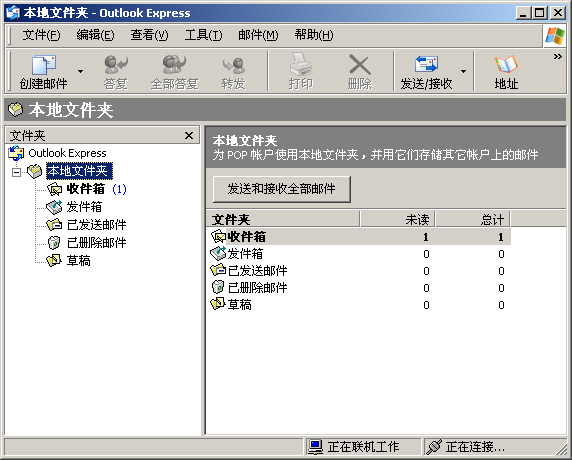 本地文件夹 - Outlook Express
文件(F) 编辑(E) 查看(V) 工具(T) 邮件(M) 帮助(H)
创建邮件 答复 全部答复 转发 打印 删除 发送/接收 地址
本地文件夹
文件夹
Outlook Express
本地文件夹
收件箱 (1)
发件箱
已发送邮件
已删除邮件
草稿
本地文件夹
为 POP 帐户使用本地文件夹，并用它们存储其它帐户上的邮件
发送和接收全部邮件
文件夹 未读 总计
收件箱 1 1
发件箱 0 0
已发送邮件 0 0
已删除邮件 0 0
草稿 0 0
正在联机工作 正在连接...